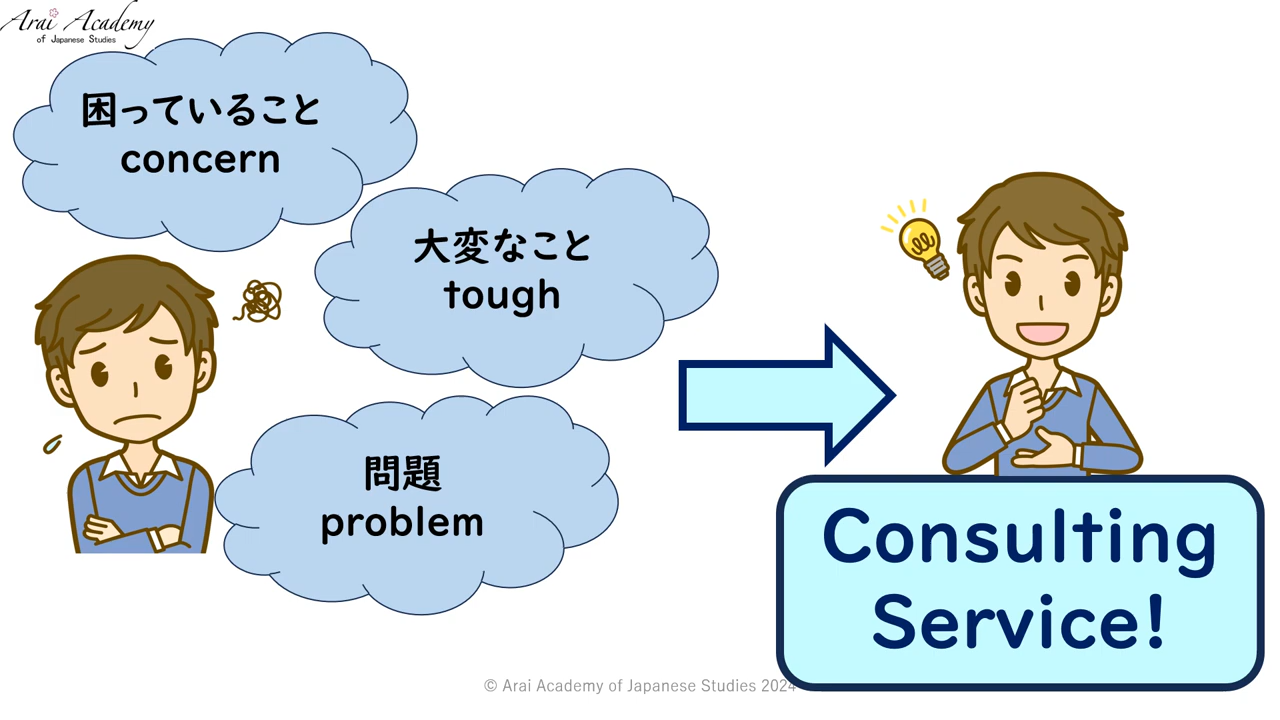 Arai Academy
of Japanese Studies
困っていること
concern
大変なこと
tough
問題
problem
Consulting
Service!
© Arai Academy of Japanese Studies 2024